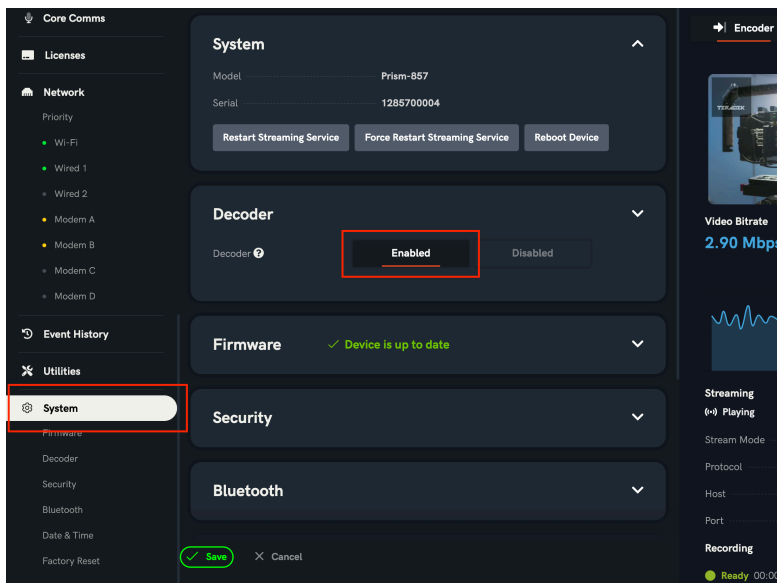 Core Comms
Licenses
Network
Priority
Wi-Fi
Wired 1
Wired 2
Modem A
Modem B
Modem C
Modem D
Event History
Utilities
System
Firmware
Decoder
Security
Bluetooth
Date & Time
Factory Reset
System
Model Prism-857
Serial 1285700004
Restart Streaming Service Force Restart Streaming Service Reboot Device
Decoder
Decoder ? Enabled Disabled
Firmware Device is up to date
Security
Bluetooth
Save Cancel
Encoder
TERADEK
Video Bitrate
2.90 Mbps
Streaming
Playing
Stream Mode
Protocol
Host
Port
Recording
Ready 00:00